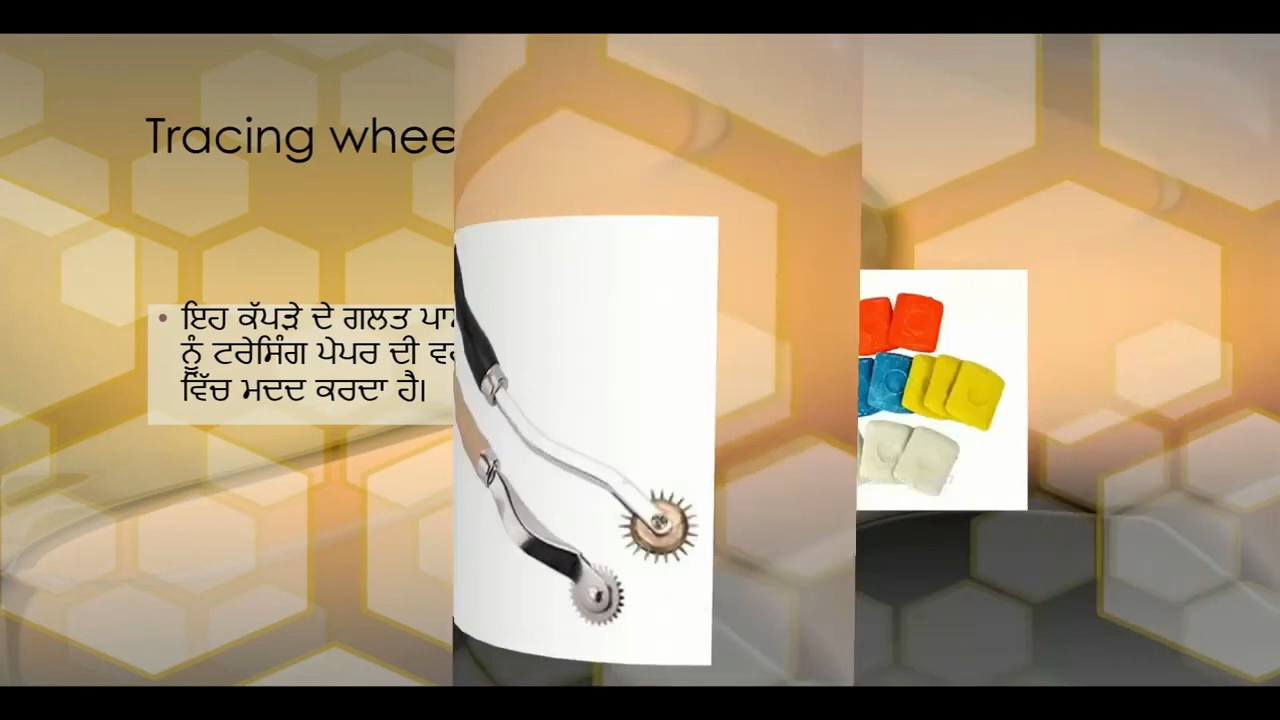 Tracing whee
ਇਹ ਕੱਪੜੇ ਦੇ ਗਲਤ
ਨੂੰ ਟਰੇਸਿੰਗ ਪੇਪਰ ਦੀ
ਵਿੱਚ ਮਦਦ ਕਰਦਾ ਹੈ।